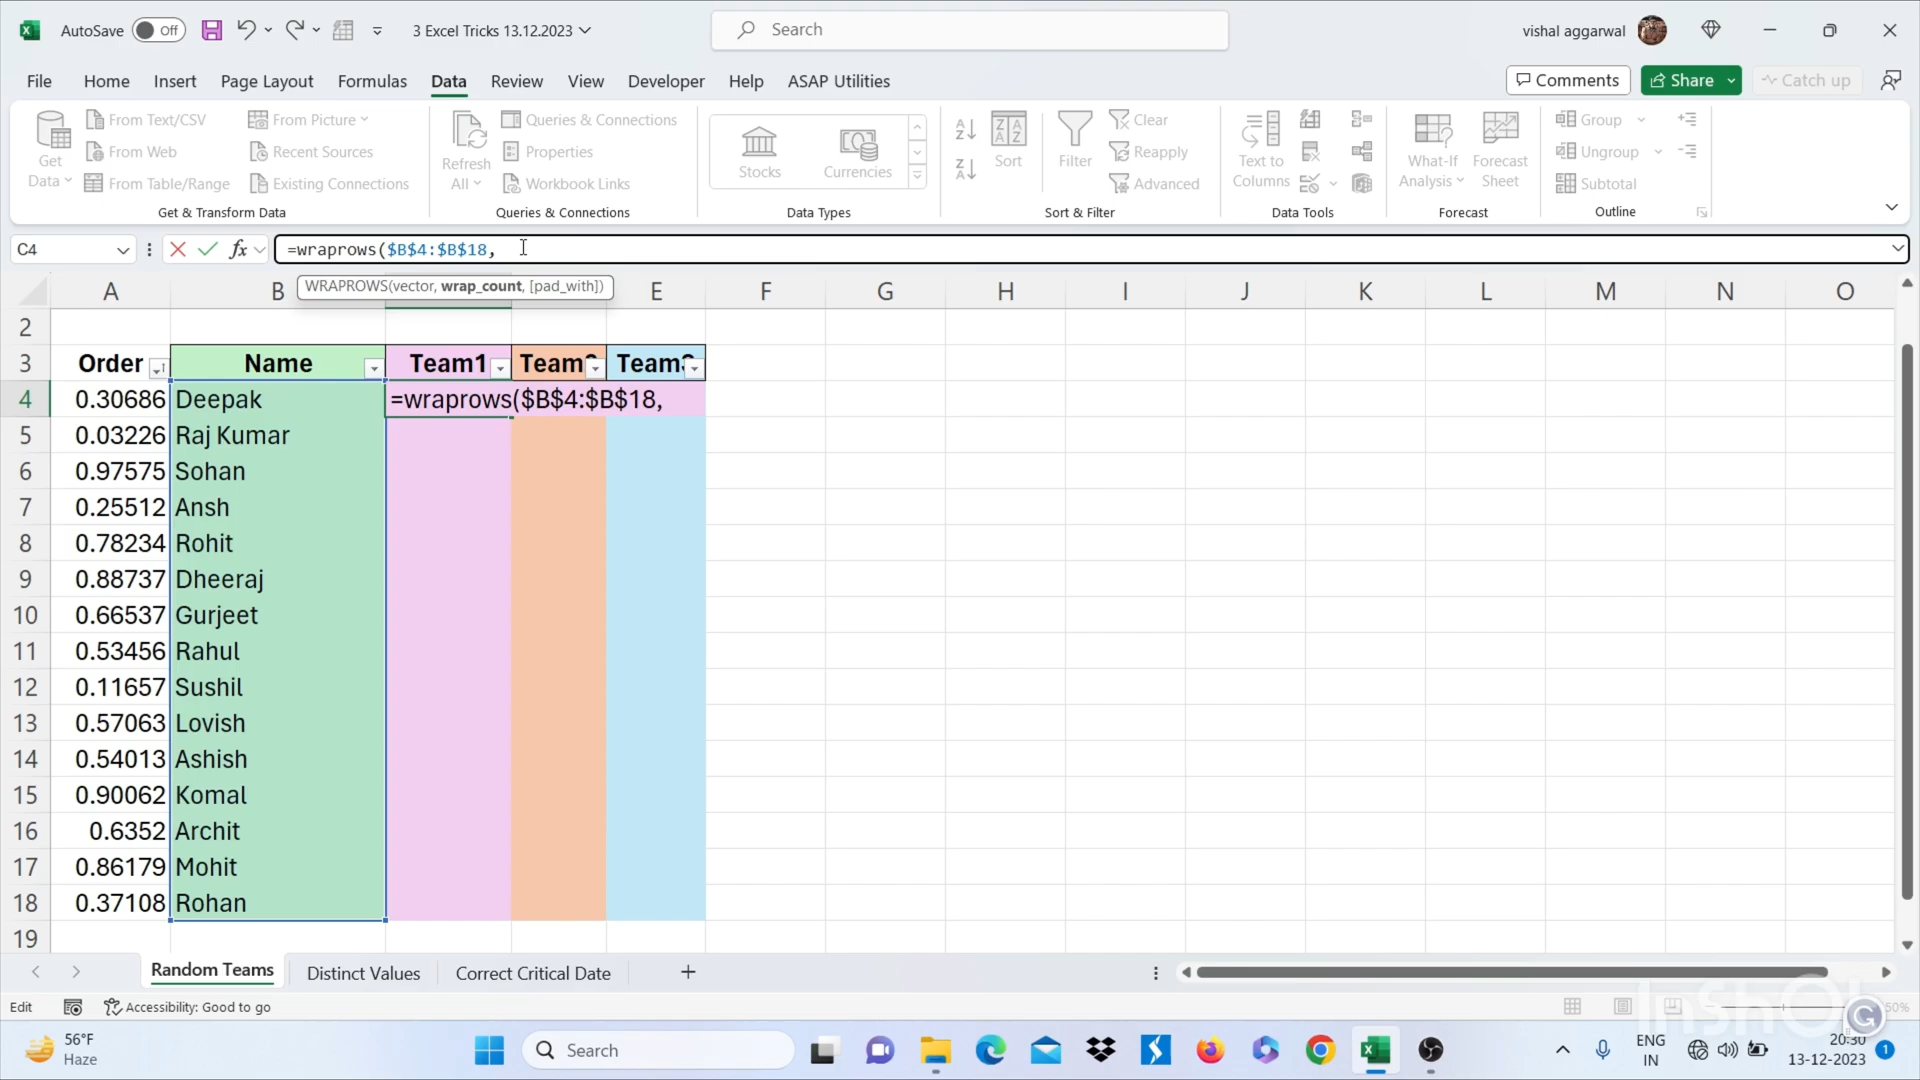 AutoSave Off 3 Excel Tricks 13.12.2023 Search vishal aggarwal
File Home Insert Page Layout Formulas Data Review View Developer Help ASAP Utilities Comments Share Catch up
Get Data
From Text/CSV
From Web
From Table/Range
From Picture
Recent Sources
Existing Connections
Get & Transform Data
Refresh All
Queries & Connections
Properties
Workbook Links
Queries & Connections
Stocks
Currencies
Data Types
Sort
Filter
Clear
Reapply
Advanced
Sort & Filter
Text to Columns
Data Tools
What-If Analysis
Forecast Sheet
Forecast
Group
Ungroup
Subtotal
Outline
C4 fx =wraprows($B$4:$B$18,
WRAPROWS(vector, wrap_count, [pad_with])
A B E F G H I J K L M N O
2
3 Order Name Team1 Team
4 0.30686 Deepak =wraprows($B$4:$B$18,
5 0.03226 Raj Kumar
6 0.97575 Sohan
7 0.25512 Ansh
8 0.78234 Rohit
9 0.88737 Dheeraj
10 0.66537 Gurjeet
11 0.53456 Rahul
12 0.11657 Sushil
13 0.57063 Lovish
14 0.54013 Ashish
15 0.90062 Komal
16 0.6352 Archit
17 0.86179 Mohit
18 0.37108 Rohan
19
Random Teams Distinct Values Correct Critical Date
Edit Accessibility: Good to go
InShOt
56°F
Haze
Search
ENG
IN
20:30
13-12-2023
1